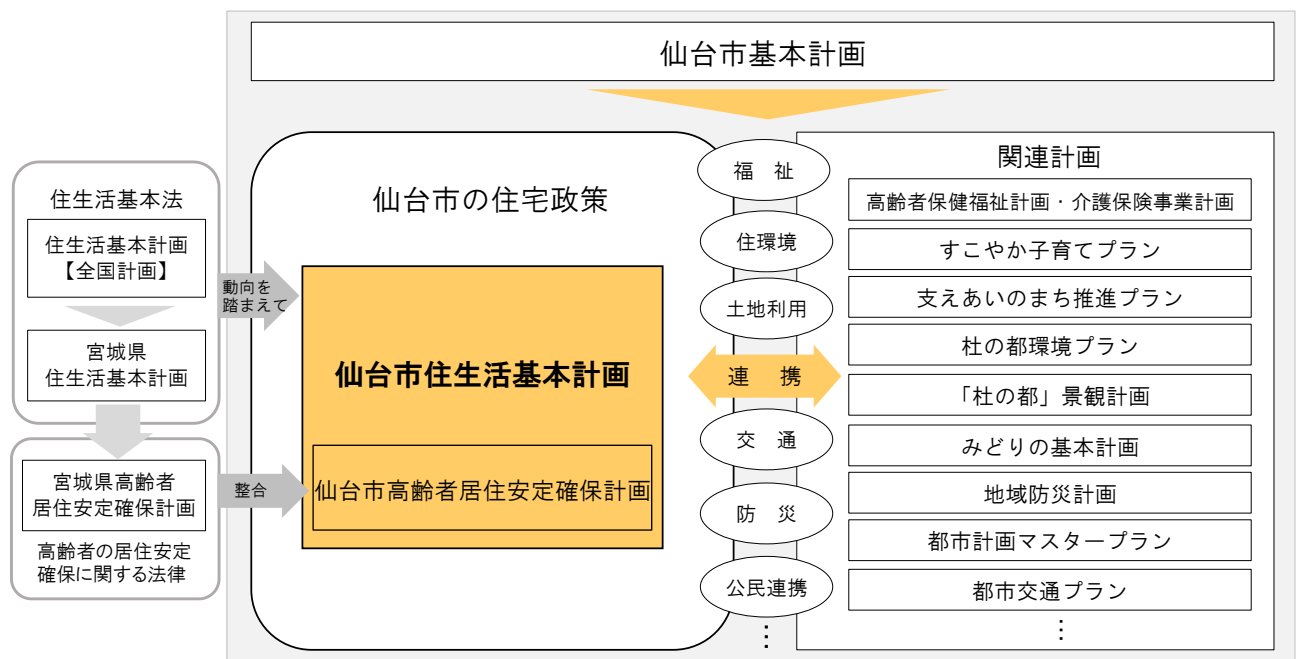 仙台市基本計画
住生活基本法
住生活基本計画
【全国計画】
宮城県
住生活基本計画
宮城県高齢者
居住安定確保計画
高齢者の居住安定
確保に関する法律
動向を
踏まえて
整合
仙台市の住宅政策
仙台市住生活基本計画
仙台市高齢者居住安定確保計画
福　祉
住環境
土地利用
連　携
交　通
防　災
公民連携
⋮
関連計画
高齢者保健福祉計画・介護保険事業計画
すこやか子育てプラン
支えあいのまち推進プラン
杜の都環境プラン
「杜の都」景観計画
みどりの基本計画
地域防災計画
都市計画マスタープラン
都市交通プラン
⋮